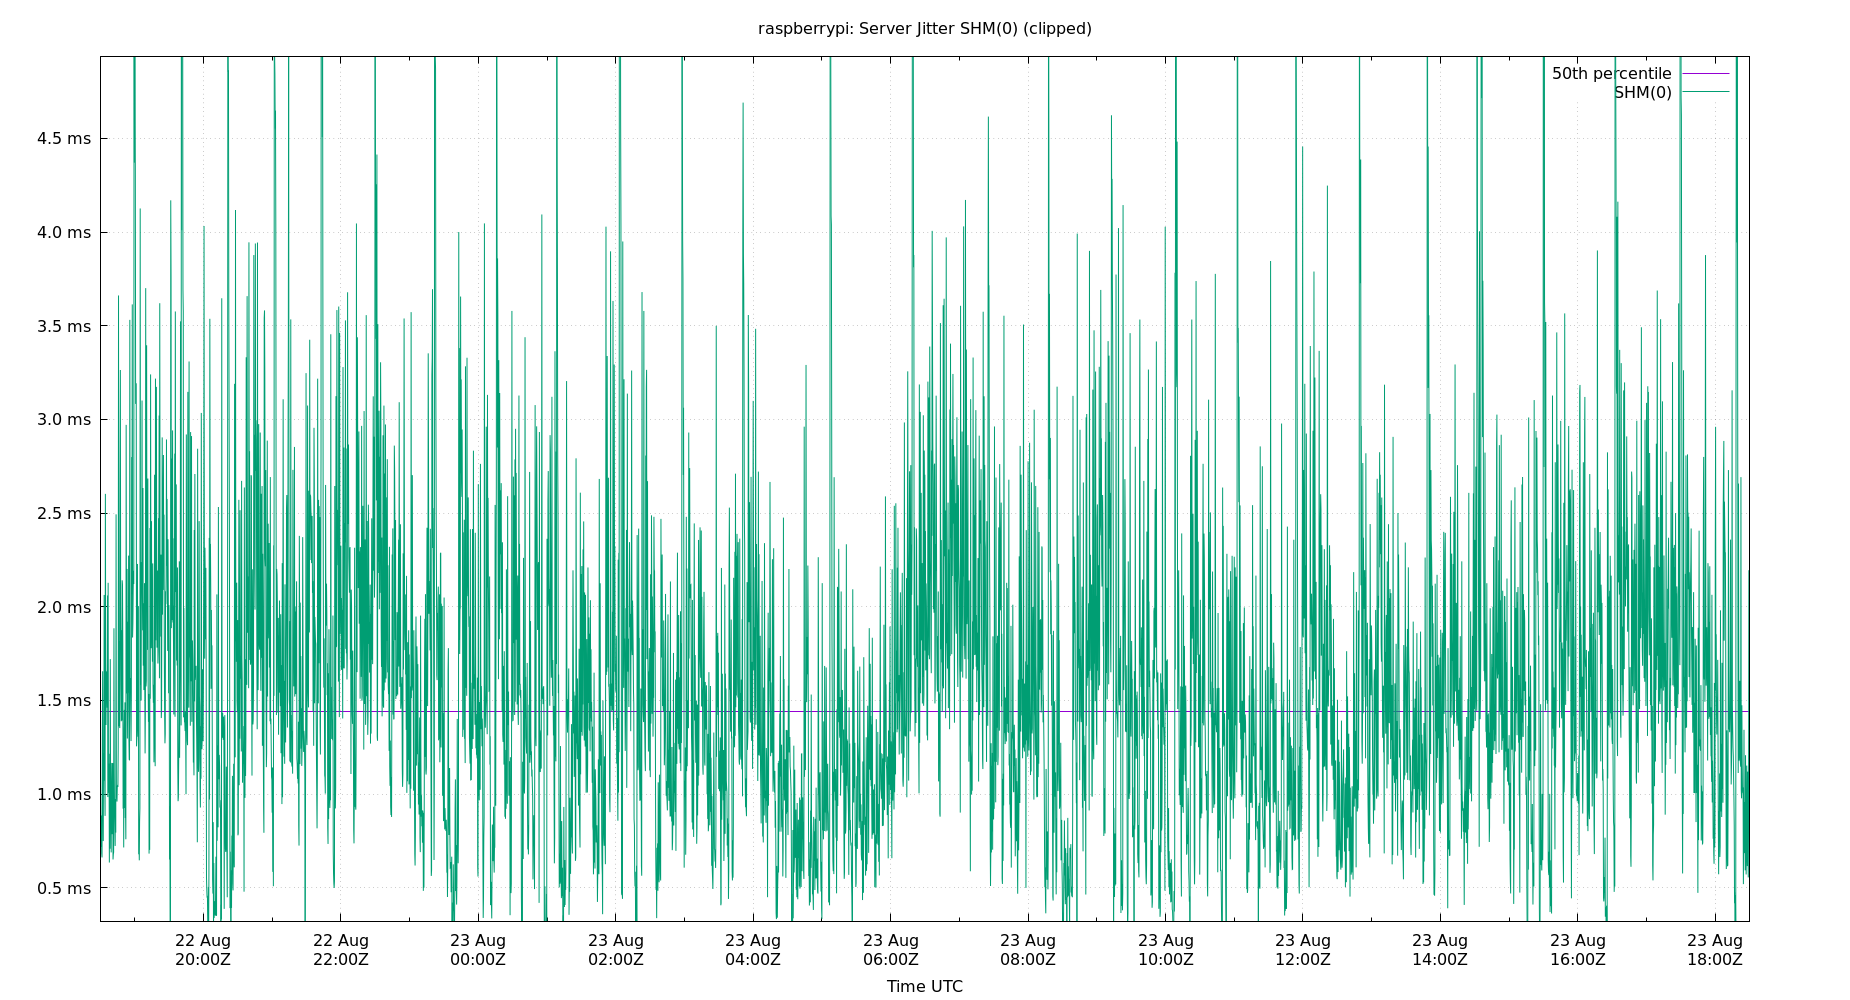 raspberrypi: Server Jitter SHM(0) (clipped)
50th percentile
SHM(0)
4.5 ms
4.0 ms
3.5 ms
3.0 ms
2.5 ms
2.0 ms
1.5 ms
1.0 ms
0.5 ms
22 Aug 22 Aug 23 Aug 23 Aug 23 Aug 23 Aug 23 Aug 23 Aug 23 Aug 23 Aug 23 Aug 23 Aug
20:00Z 22:00Z 00:00Z 02:00Z 04:00Z 06:00Z 08:00Z 10:00Z 12:00Z 14:00Z 16:00Z 18:00Z
Time UTC